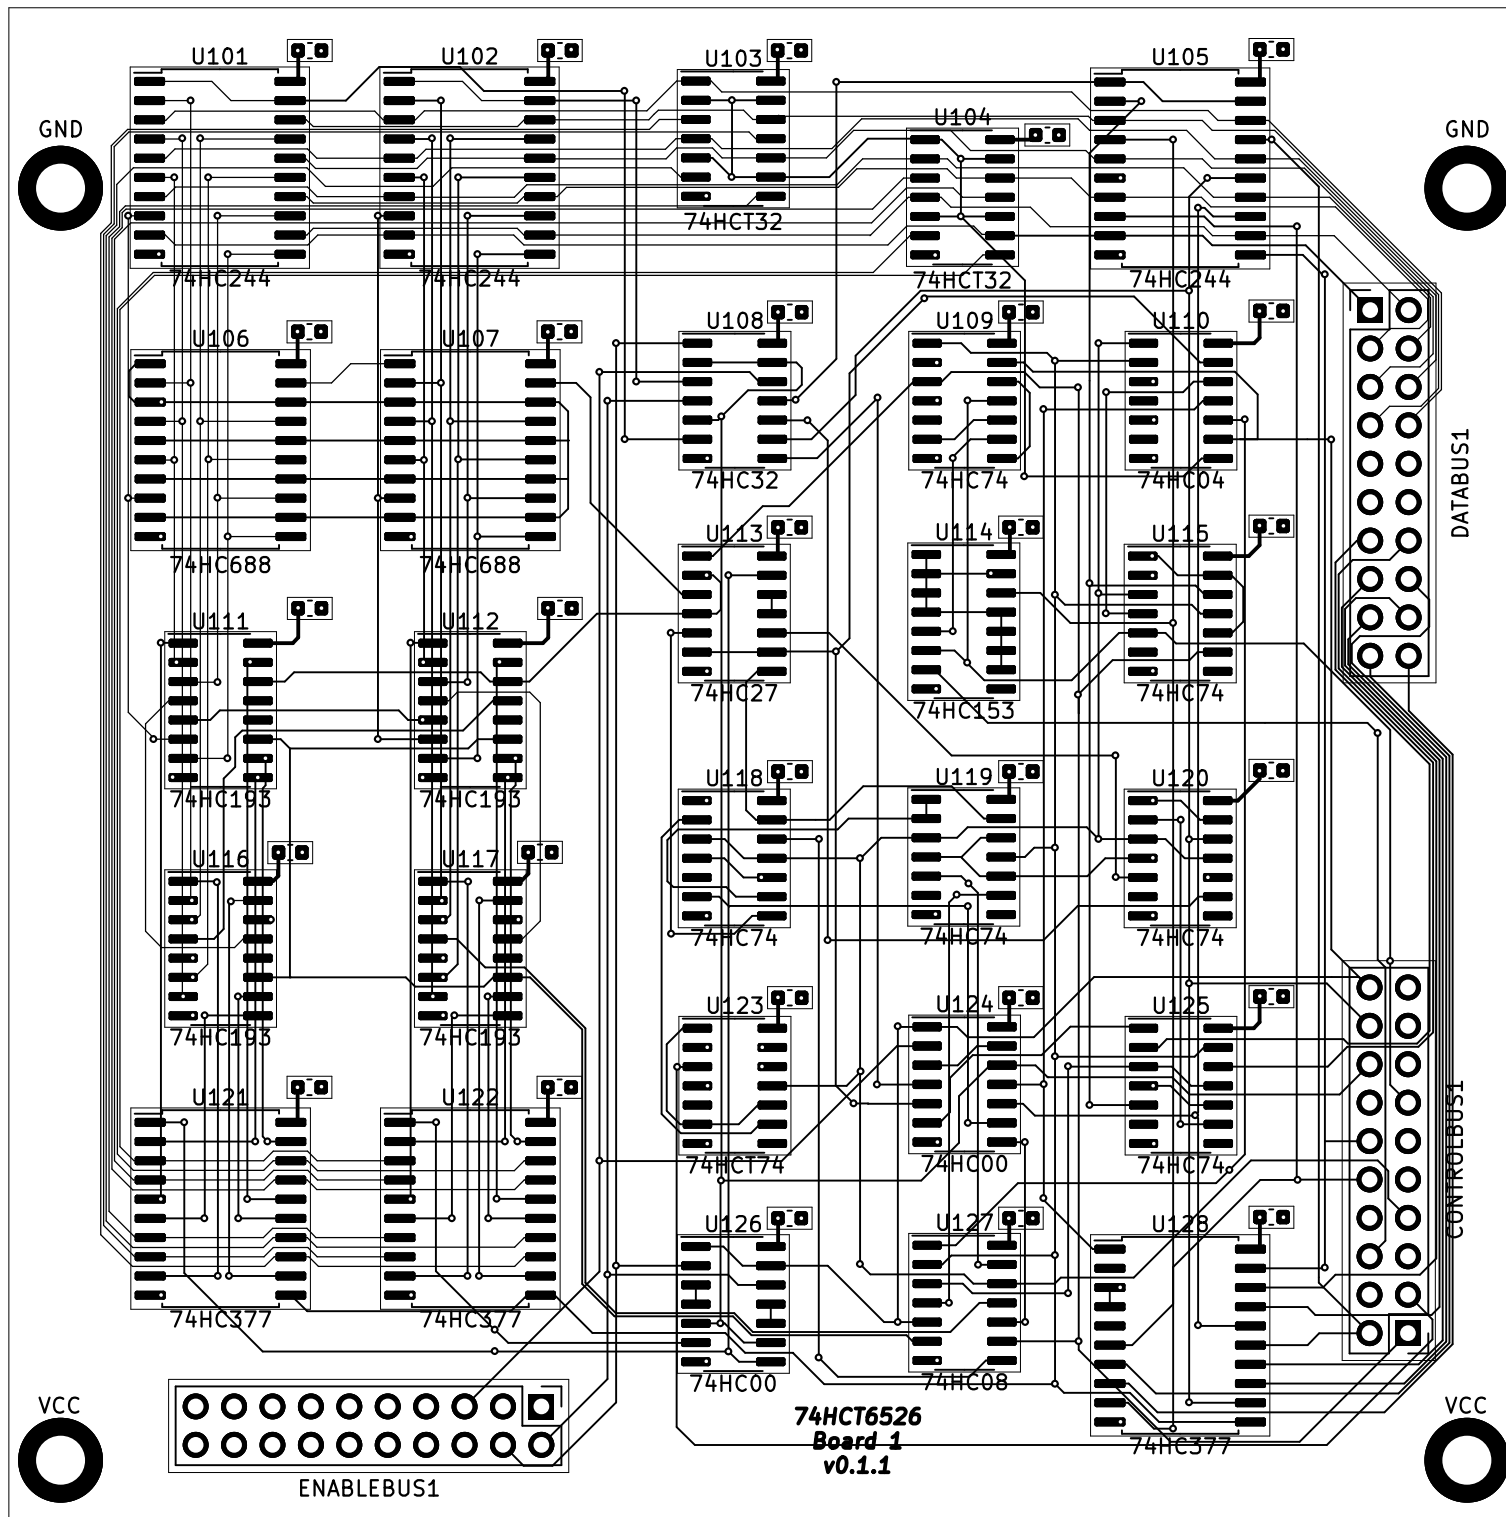 U101
U102
U103
U105
GND
U104
GND
74HCT32
74HC244
74HC244
74HCT32
74HC244
U106
U107
U108
U109
U110
DATABUS1
74HC32
74HC74
74HC04
74HC688
74HC688
U113
U114
U115
U111
U112
74HC27
74HC153
74HC74
74HC193
74HC193
U118
U119
U120
U116
U117
74HC74
74HC74
74HC74
74HC193
74HC193
U123
U124
U125
U121
U122
CONTROLBUS1
74HCT74
74HC00
74HC74
U126
U127
U128
74HC377
74HC377
74HC00
74HC08
VCC
VCC
74HCT6526
Board 1
v0.1.1
74HC377
ENABLEBUS1